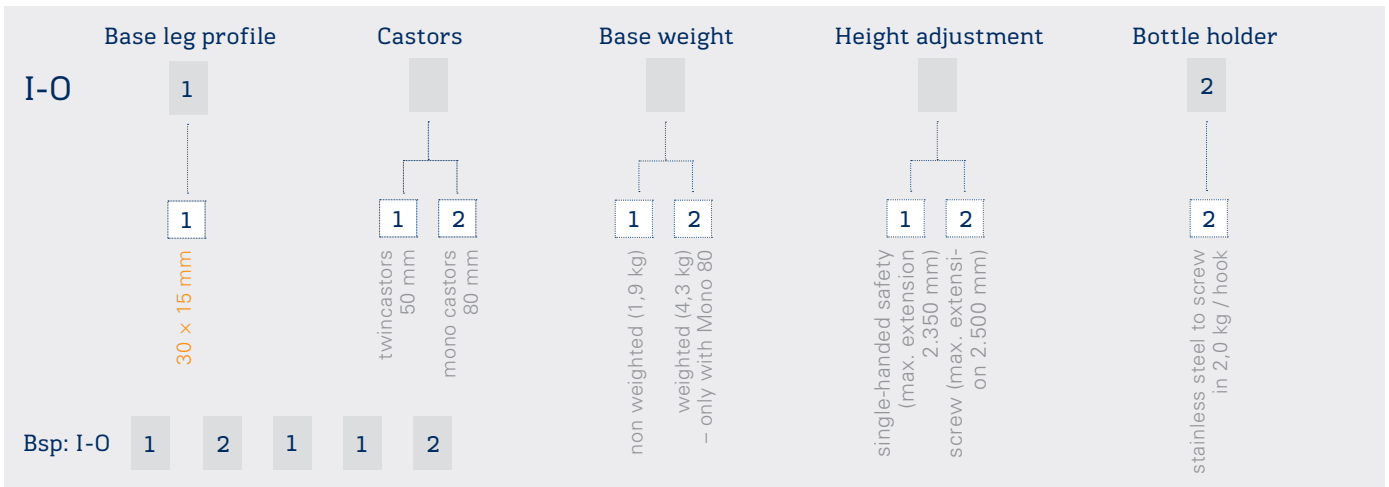 Base leg profile
Castors
Base weight
Height adjustment
Bottle holder
I-O
1
2
1
1
2
1
2
1
2
2
30 × 15 mm
twincastors
50 mm
mono castors
80 mm
non weighted (1,9 kg)
weighted (4,3 kg)
– only with Mono 80
single-handed safety
(max. extension
2.350 mm)
screw (max. extensi-
on 2.500 mm)
stainless steel to screw
in 2,0 kg / hook
Bsp: I-O 1 2 1 1 2